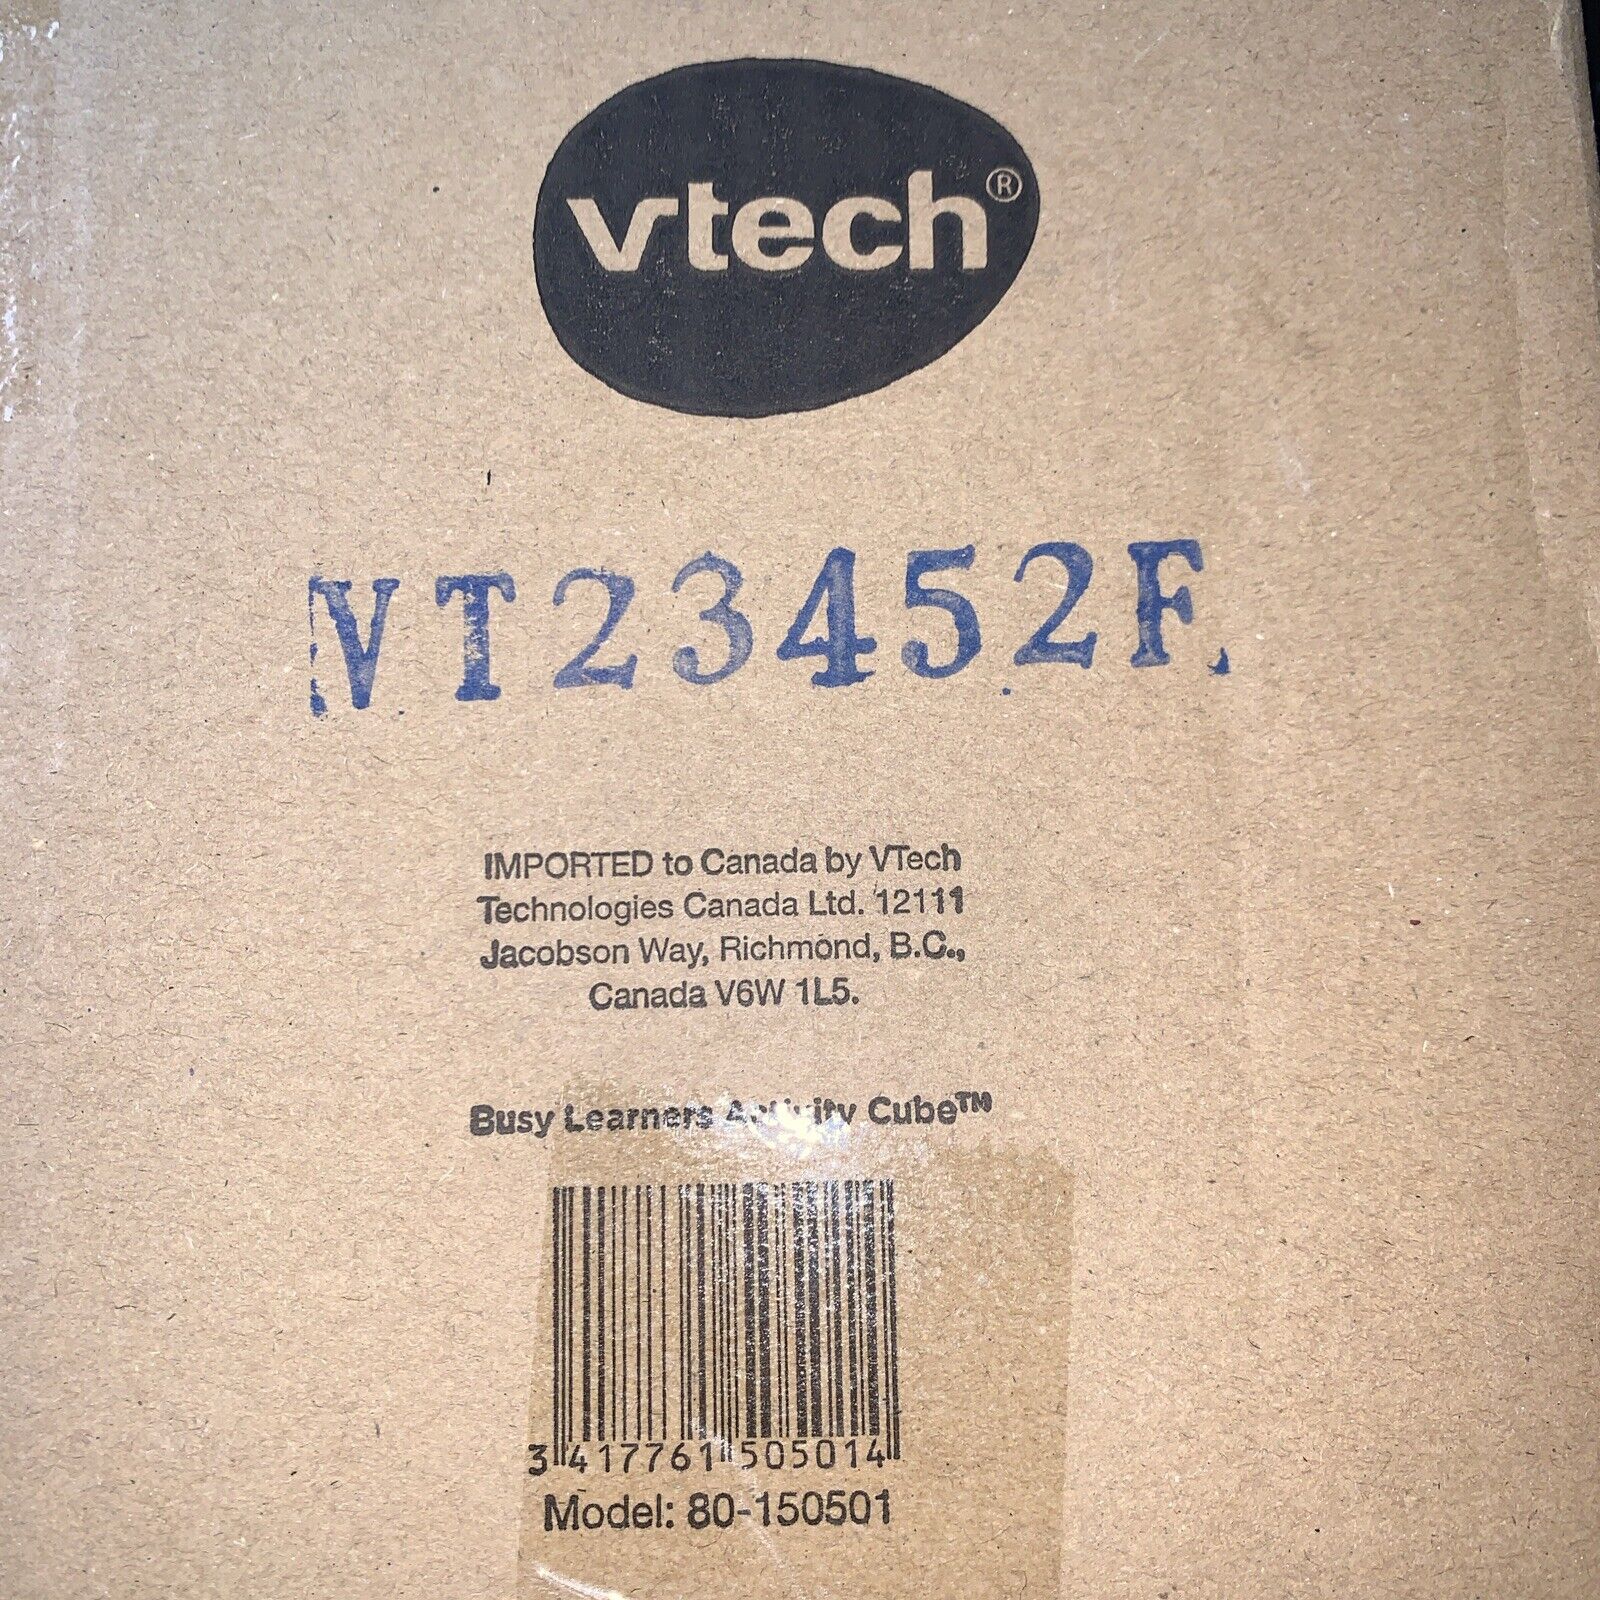 vtech®
VT23452F
IMPORTED to Canada by VTech
Technologies Canada Ltd. 12111
Jacobson Way, Richmond, B.C.,
Canada V6W 1L5.
Busy Learners Activity Cube™
3 417761 505014
Model: 80-150501